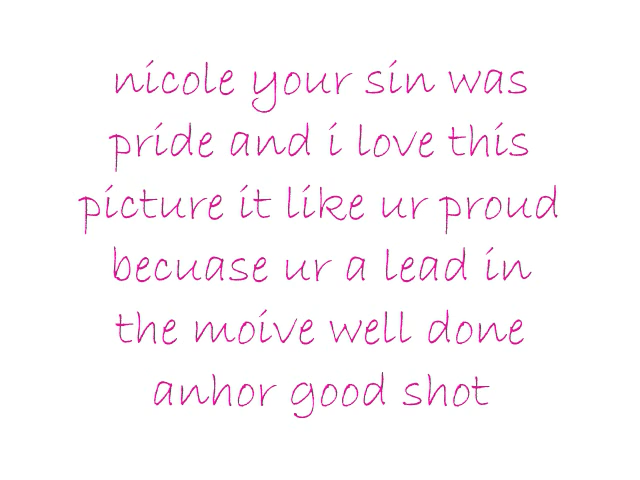 nicole your sin was
pride and i love this
picture it like ur proud
becuase ur a lead in
the moive well done
anhor good shot